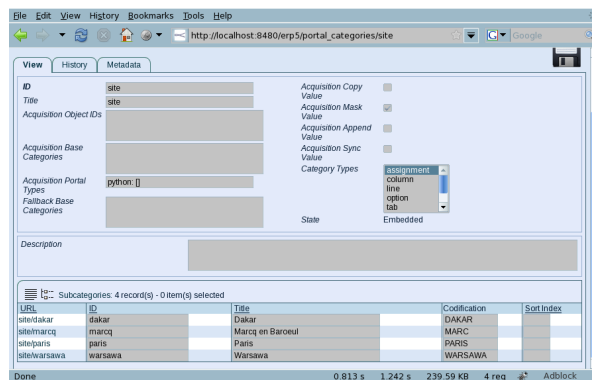 File Edit View History Bookmarks Tools Help
http://localhost:8480/erp5/portal_categories/site
G Google
View History Metadata
ID site
Title site
Acquisition Object IDs
Acquisition Base Categories
Acquisition Portal Types python: []
Fallback Base Categories
Acquisition Copy Value
Acquisition Mask Value
Acquisition Append Value
Acquisition Sync Value
Category Types
assignment
column
line
option
tab
State Embedded
Description
Subcategories: 4 record(s) - 0 item(s) selected
URL ID Title Codification Sort Index
site/dakar dakar Dakar DAKAR
site/marcq marcq Marcq en Baroeul MARC
site/paris paris Paris PARIS
site/warsawa warsawa Warsawa WARSAWA
Done 0.813 s 1.242 s 239.59 KB 4 req Adblock